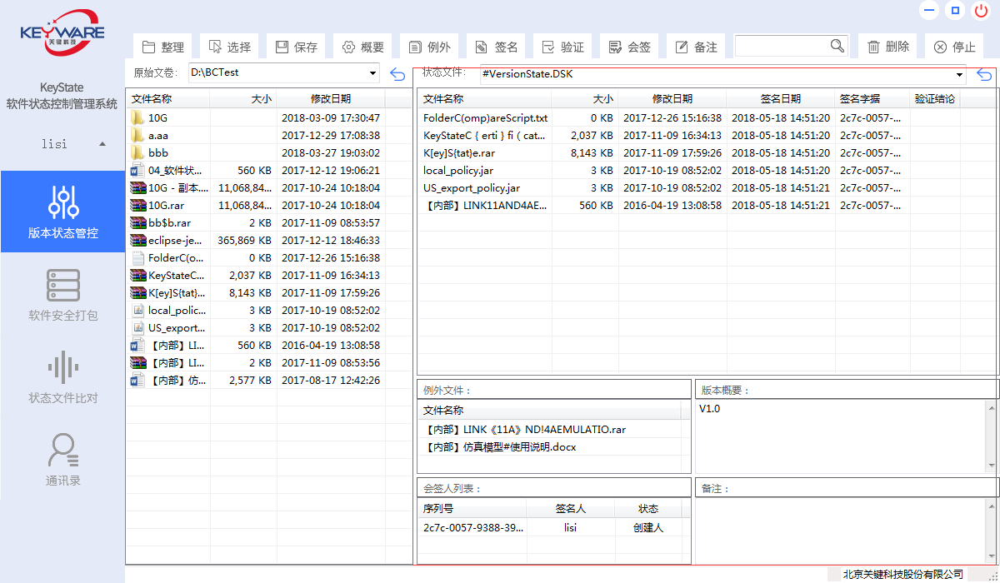 KEYWARE
关键科技
KeyState
软件状态控制管理系统
lisi
版本状态管控
软件安全打包
状态文件比对
通讯录
整理 选择 保存 概要 例外 签名 验证 会签 备注 删除 停止
原始文卷: D:\BCTest
文件名称 大小 修改日期
10G 2018-03-09 17:30:47
a.aa 2017-12-29 17:08:38
bbb 2018-03-27 19:03:02
04_软件状... 560 KB 2017-12-12 19:06:21
10G - 副本.... 11,068,84... 2017-10-24 10:18:04
10G.rar 11,068,84... 2017-10-24 10:18:04
bb$b.rar 2 KB 2017-11-09 08:53:57
eclipse-je... 365,869 KB 2017-12-12 18:46:33
FolderC(o... 0 KB 2017-12-26 15:16:38
KeyStateC... 2,037 KB 2017-11-09 16:34:13
K[ey]S{tat}... 8,143 KB 2017-11-09 17:59:26
local_polic... 3 KB 2017-10-19 08:52:02
US_export... 3 KB 2017-10-19 08:52:02
【内部】LI... 560 KB 2016-04-19 13:08:58
【内部】LI... 2 KB 2017-11-09 08:53:56
【内部】仿... 2,577 KB 2017-08-17 12:42:26
状态文件: #VersionState.DSK
文件名称 大小 修改日期 签名日期 签名字据 验证结论
FolderC(omp)areScript.txt 0 KB 2017-12-26 15:16:38 2018-05-18 14:51:20 2c7c-0057-...
KeyStateC { erti } fi ( cat... 2,037 KB 2017-11-09 16:34:13 2018-05-18 14:51:20 2c7c-0057-...
K[ey]S{tat}e.rar 8,143 KB 2017-11-09 17:59:26 2018-05-18 14:51:20 2c7c-0057-...
local_policy.jar 3 KB 2017-10-19 08:52:02 2018-05-18 14:51:20 2c7c-0057-...
US_export_policy.jar 3 KB 2017-10-19 08:52:02 2018-05-18 14:51:21 2c7c-0057-...
【内部】LINK11AND4AE... 560 KB 2016-04-19 13:08:58 2018-05-18 14:51:21 2c7c-0057-...
例外文件：
文件名称
【内部】LINK《11A》ND!4AEMULATIO.rar
【内部】仿真模型#使用说明.docx
版本概要：
V1.0
会签人列表：
序列号 签名人 状态
2c7c-0057-9388-39... lisi 创建人
备注：
北京关键科技股份有限公司